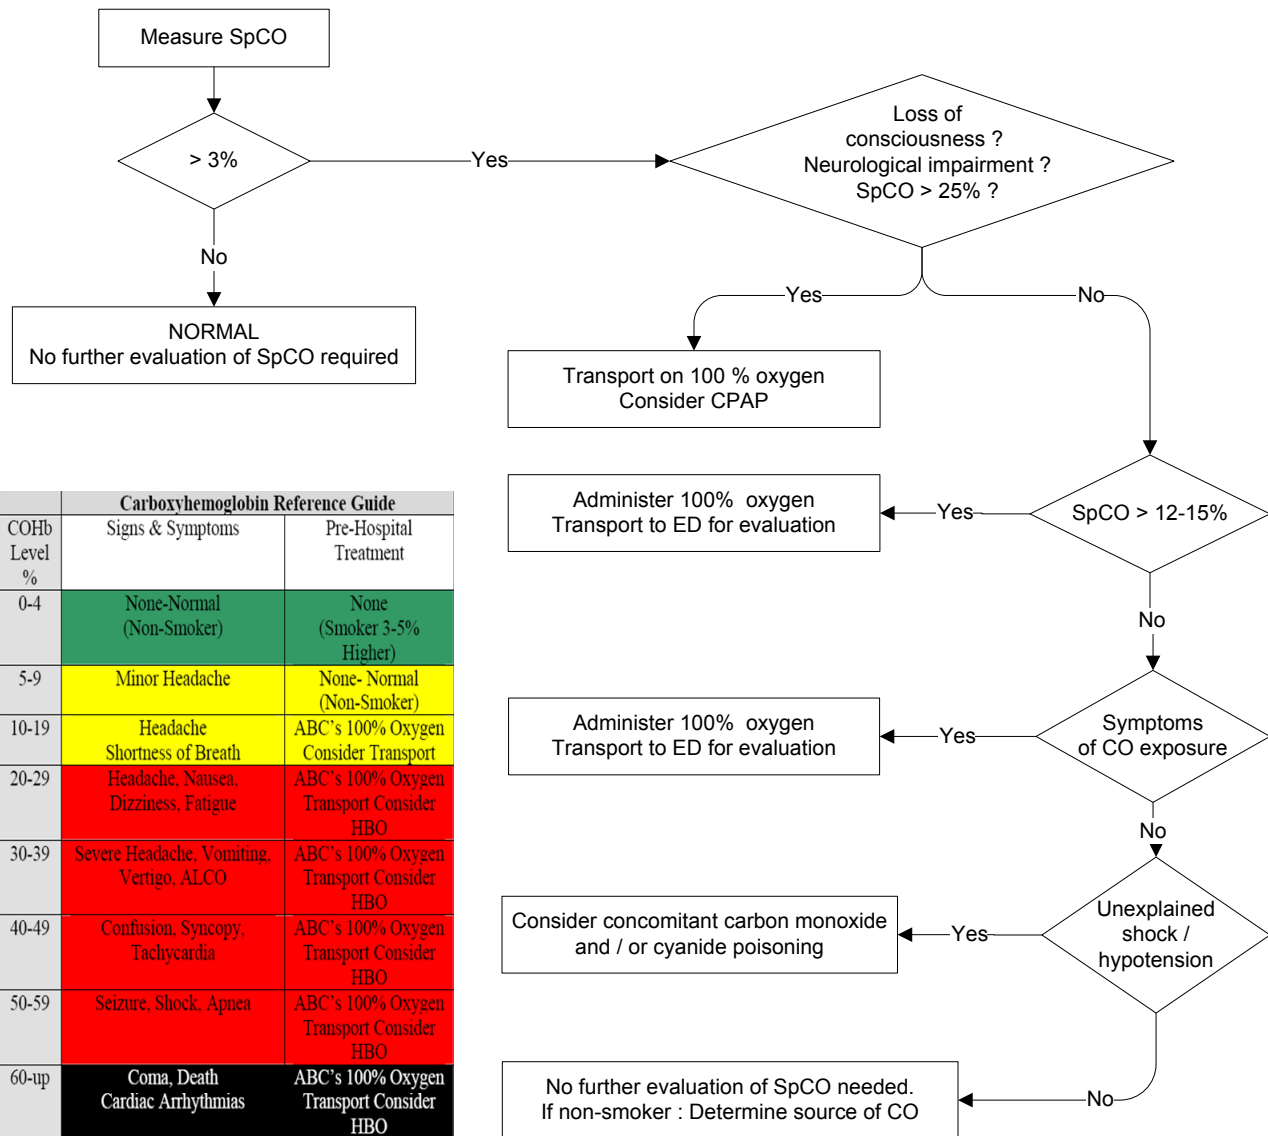 Measure SpCO
> 3%
Yes
No
NORMAL
No further evaluation of SpCO required
Loss of
consciousness ?
Neurological impairment ?
SpCO > 25% ?
Yes
No
Transport on 100 % oxygen
Consider CPAP
SpCO > 12-15%
Yes
Administer 100% oxygen
Transport to ED for evaluation
No
Symptoms
of CO exposure
Yes
Administer 100% oxygen
Transport to ED for evaluation
No
Unexplained
shock /
hypotension
Yes
Consider concomitant carbon monoxide
and / or cyanide poisoning
No
No further evaluation of SpCO needed.
If non-smoker : Determine source of CO
Carboxyhemoglobin Reference Guide
COHb
Level
%
Signs & Symptoms
Pre-Hospital
Treatment
0-4
None-Normal
(Non-Smoker)
None
(Smoker 3-5%
Higher)
5-9
Minor Headache
None- Normal
(Non-Smoker)
10-19
Headache
Shortness of Breath
ABC's 100% Oxygen
Consider Transport
20-29
Headache, Nausea,
Dizziness, Fatigue
ABC's 100% Oxygen
Transport Consider
HBO
30-39
Severe Headache, Vomiting,
Vertigo, ALCO
ABC's 100% Oxygen
Transport Consider
HBO
40-49
Confusion, Syncopy,
Tachycardia
ABC's 100% Oxygen
Transport Consider
HBO
50-59
Seizure, Shock, Apnea
ABC's 100% Oxygen
Transport Consider
HBO
60-up
Coma, Death
Cardiac Arrhythmias
ABC's 100% Oxygen
Transport Consider
HBO